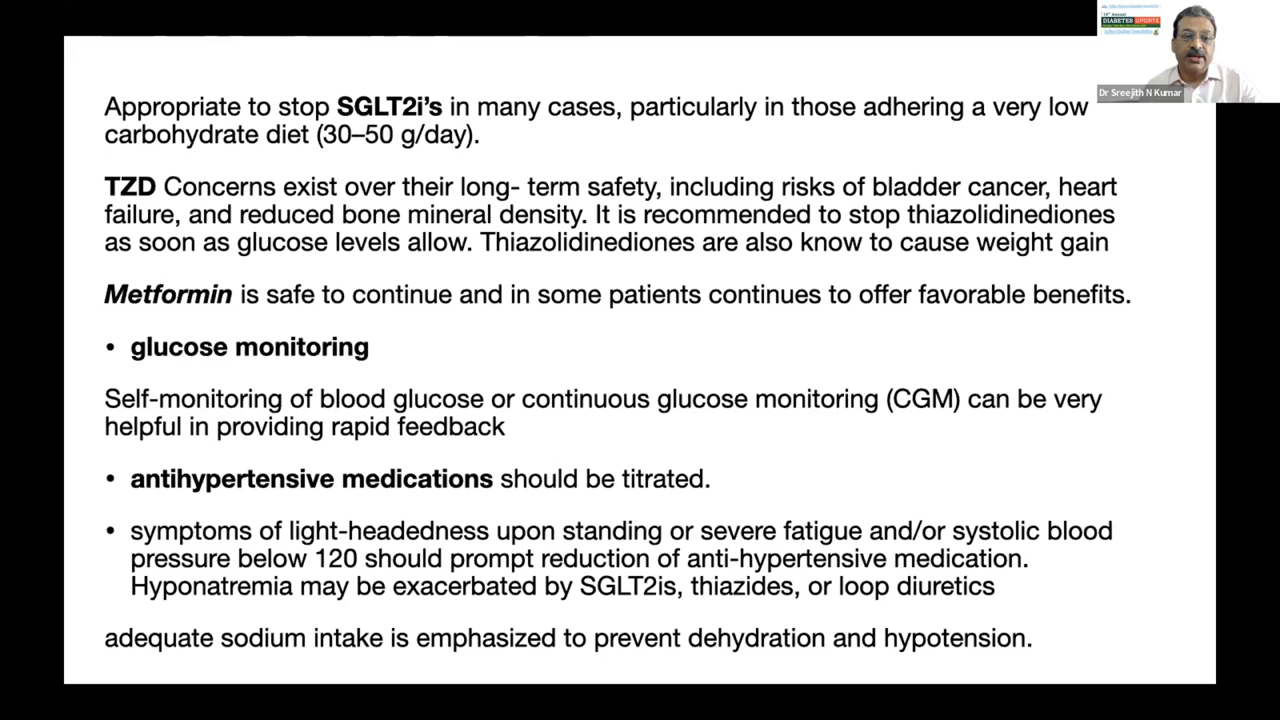 Appropriate to stop SGLT2i's in many cases, particularly in those adhering a very low
carbohydrate diet (30–50 g/day).
TZD Concerns exist over their long- term safety, including risks of bladder cancer, heart
failure, and reduced bone mineral density. It is recommended to stop thiazolidinediones
as soon as glucose levels allow. Thiazolidinediones are also know to cause weight gain
Metformin is safe to continue and in some patients continues to offer favorable benefits.
• glucose monitoring
Self-monitoring of blood glucose or continuous glucose monitoring (CGM) can be very
helpful in providing rapid feedback
• antihypertensive medications should be titrated.
• symptoms of light-headedness upon standing or severe fatigue and/or systolic blood
pressure below 120 should prompt reduction of anti-hypertensive medication.
Hyponatremia may be exacerbated by SGLT2is, thiazides, or loop diuretics
adequate sodium intake is emphasized to prevent dehydration and hypotension.
DIABETES UPDATE
Dr Sreejith N Kumar